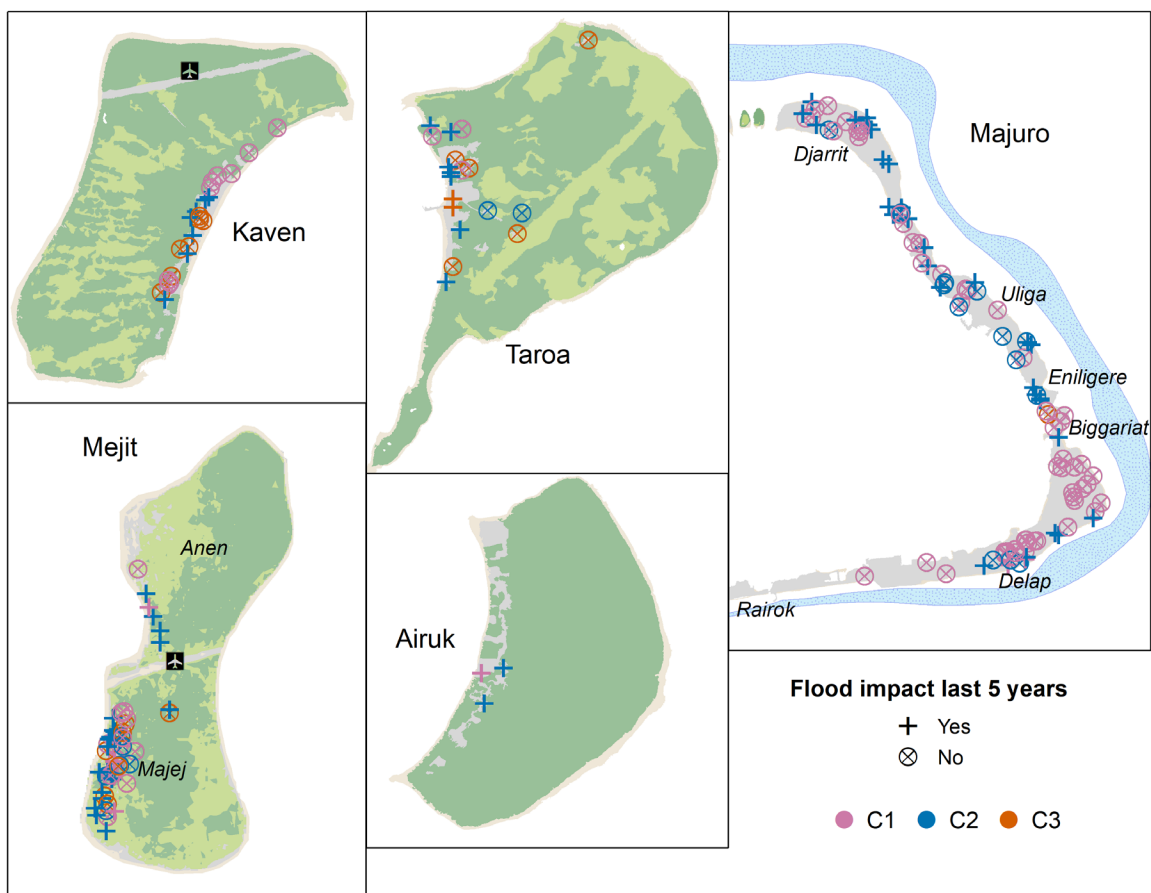 Kaven
Taroa
Majuro
Djarrit
Uliga
Eniligere
Biggariat
Delap
Rairok
Mejit
Anen
Majej
Airuk
Flood impact last 5 years
Yes
No
C1 C2 C3